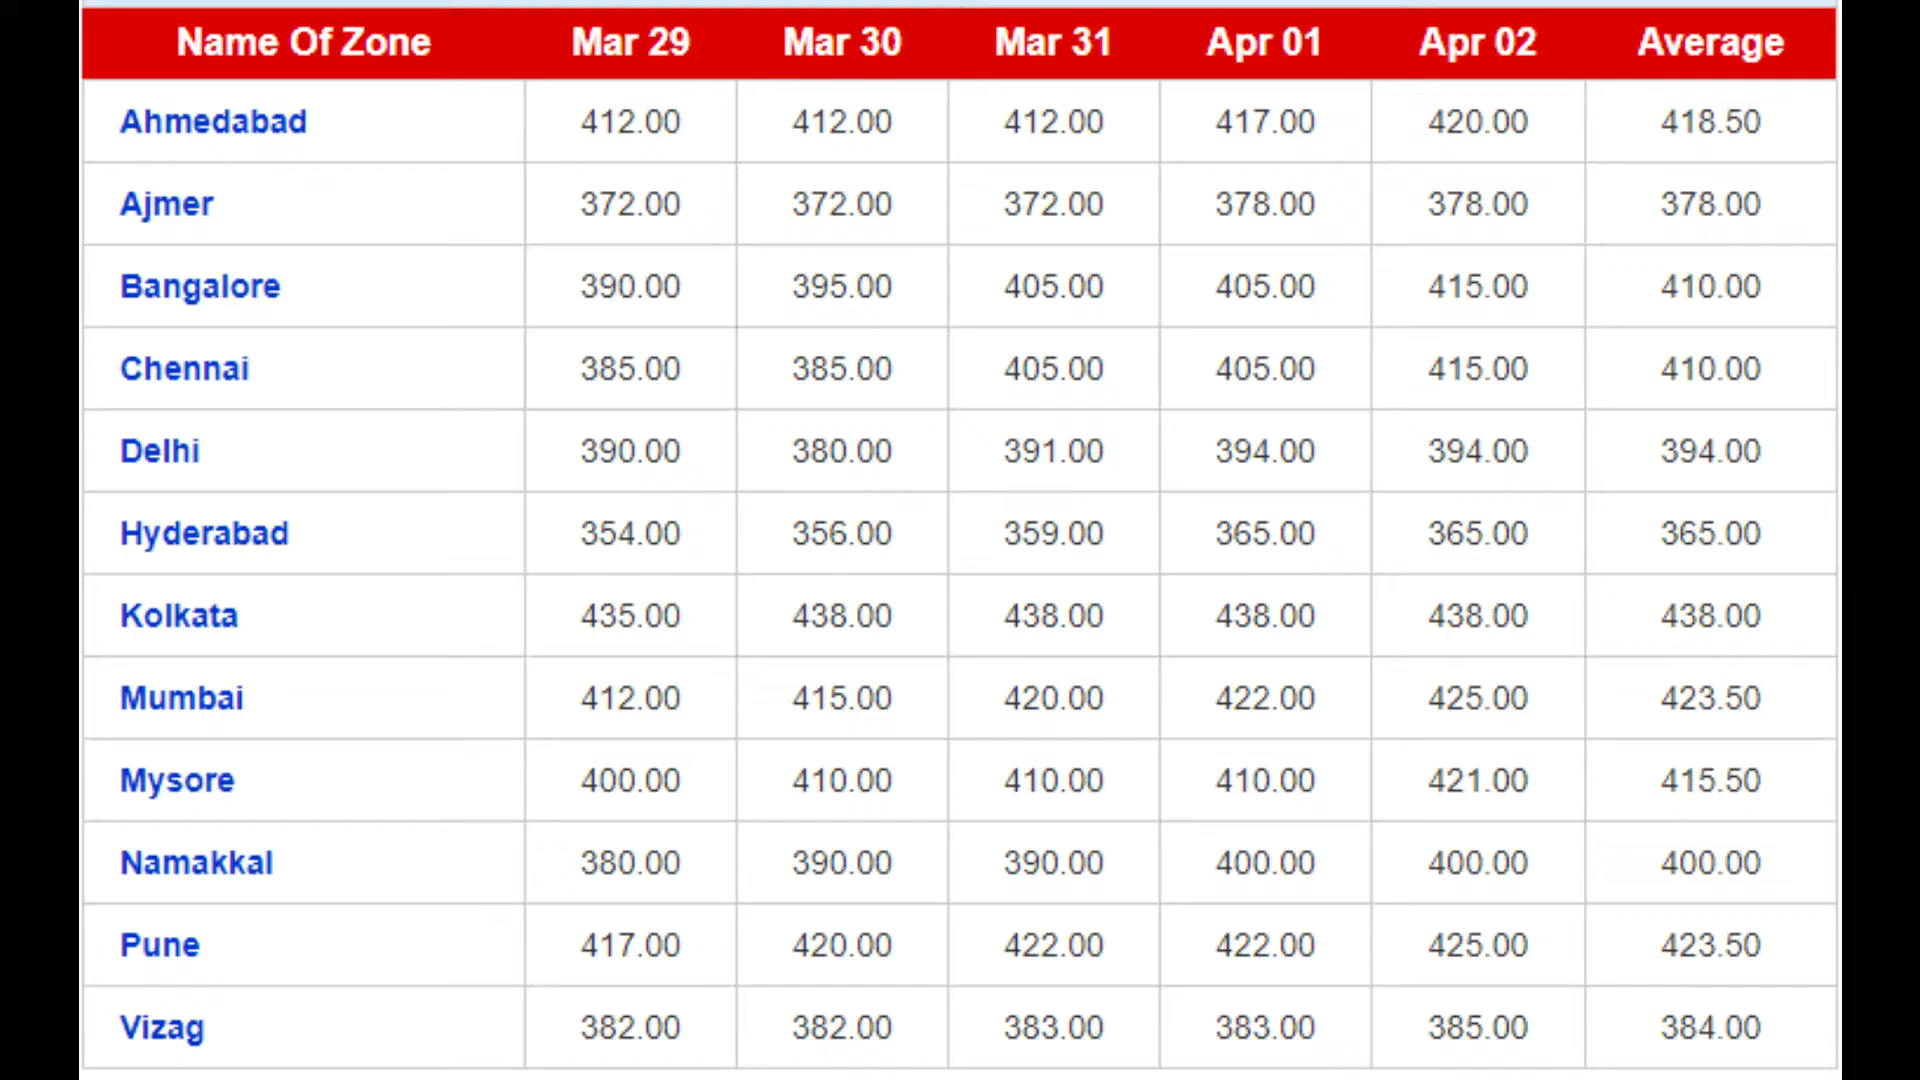 Name Of Zone Mar 29 Mar 30 Mar 31 Apr 01 Apr 02 Average
Ahmedabad 412.00 412.00 412.00 417.00 420.00 418.50
Ajmer 372.00 372.00 372.00 378.00 378.00 378.00
Bangalore 390.00 395.00 405.00 405.00 415.00 410.00
Chennai 385.00 385.00 405.00 405.00 415.00 410.00
Delhi 390.00 380.00 391.00 394.00 394.00 394.00
Hyderabad 354.00 356.00 359.00 365.00 365.00 365.00
Kolkata 435.00 438.00 438.00 438.00 438.00 438.00
Mumbai 412.00 415.00 420.00 422.00 425.00 423.50
Mysore 400.00 410.00 410.00 410.00 421.00 415.50
Namakkal 380.00 390.00 390.00 400.00 400.00 400.00
Pune 417.00 420.00 422.00 422.00 425.00 423.50
Vizag 382.00 382.00 383.00 383.00 385.00 384.00